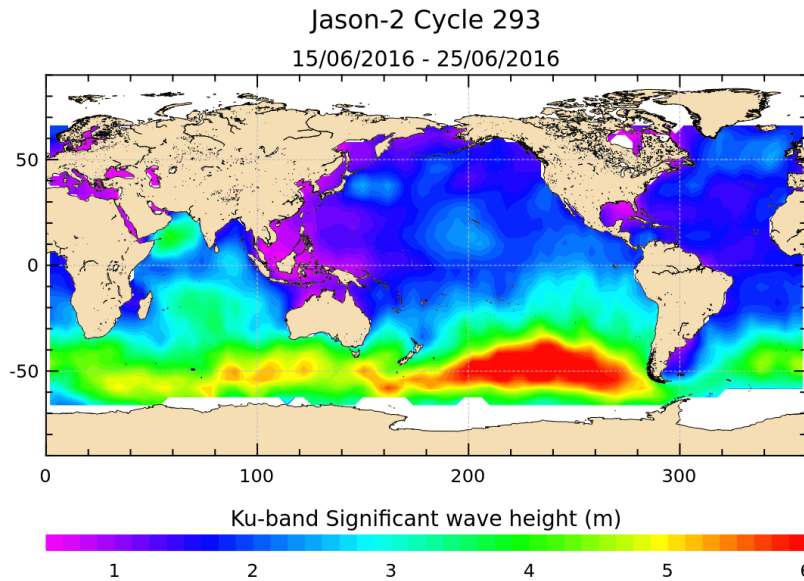 Jason-2 Cycle 293
15/06/2016 - 25/06/2016
50
0
-50
0 100 200 300
Ku-band Significant wave height (m)
1 2 3 4 5 6